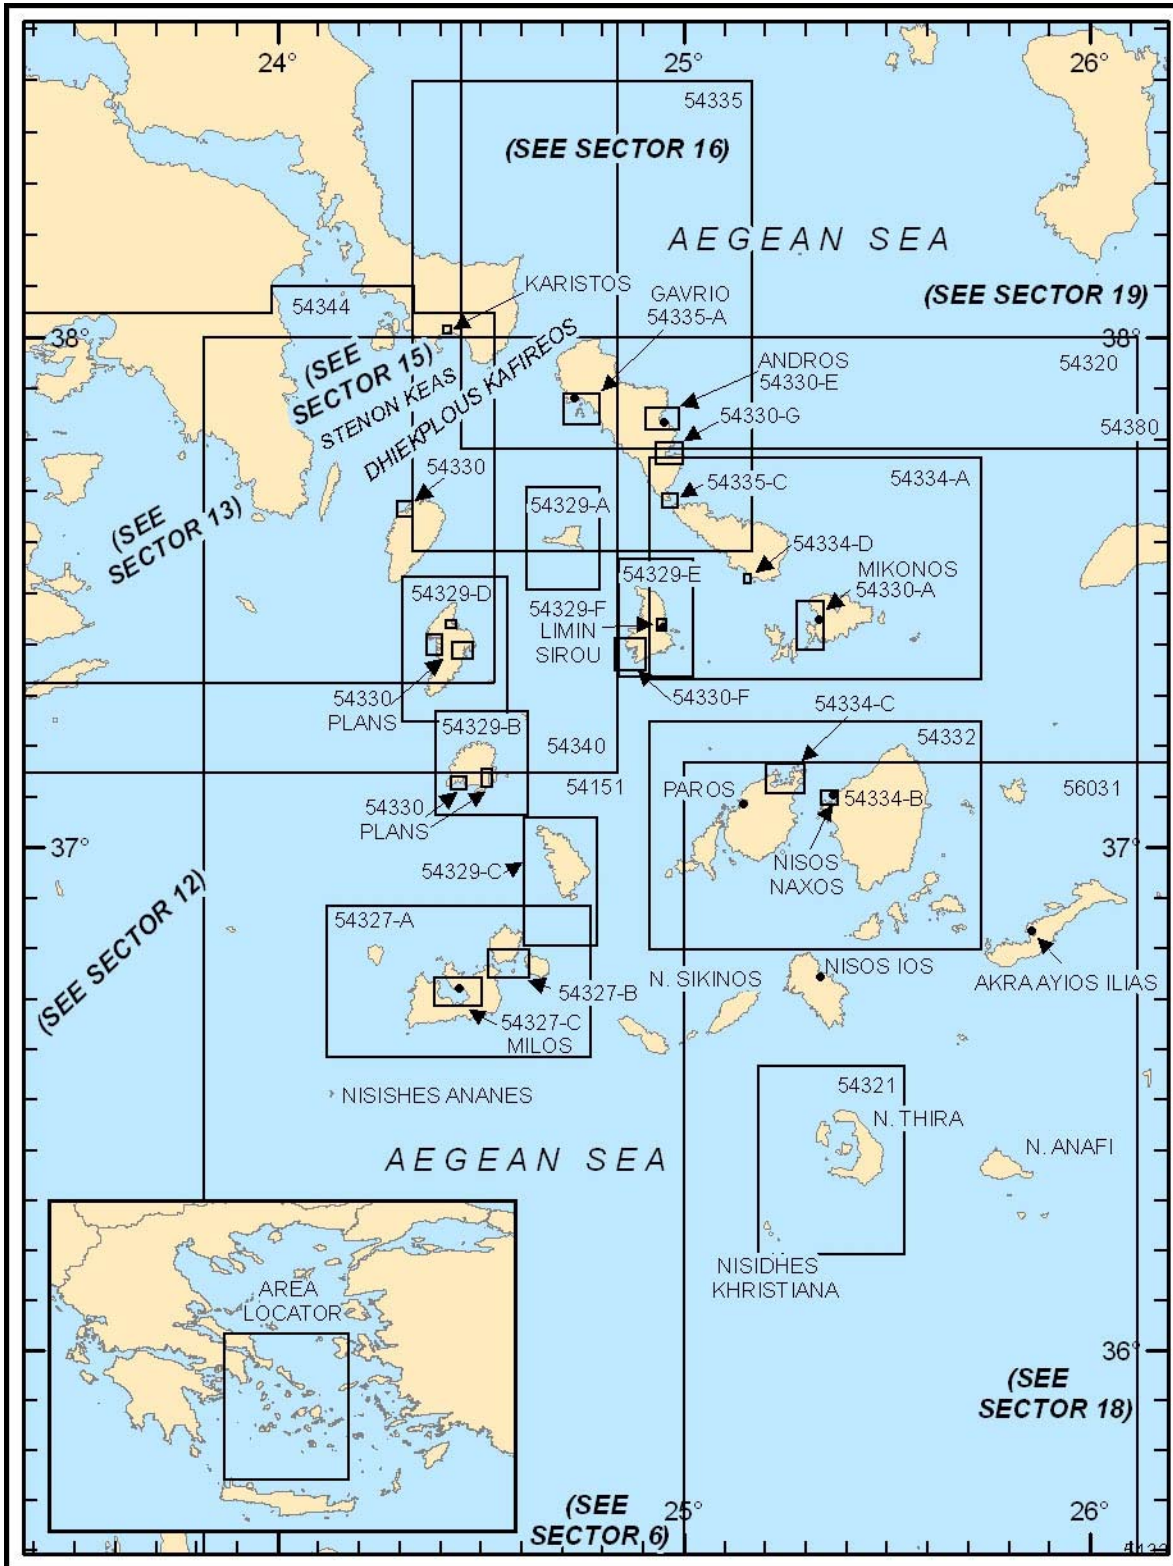 24°
25°
26°
54335
(SEE SECTOR 16)
AEGEAN SEA
KARISTOS
GAVRIO
54335-A
(SEE SECTOR 19)
54344
38°
38°
(SEE
SECTOR 15)
STENON KEAS
DHIEKPLOUS KAFIREOS
ANDROS
54330-E
54320
54330-G
54380
54330
54335-C
54334-A
54329-A
(SEE
SECTOR 13)
54334-D
54329-E
MIKONOS
54330-A
54329-D
54329-F
LIMIN
SIROU
54330
PLANS
54330-F
54334-C
54329-B
54340
54332
54151
PAROS
54334-B
56031
54330
PLANS
37°
37°
54329-C
NISOS
NAXOS
(SEE SECTOR 12)
54327-A
N. SIKINOS
NISOS IOS
AKRA AYIOS ILIAS
54327-B
54327-C
MILOS
NISISHES ANANES
54321
N. THIRA
N. ANAFI
AEGEAN SEA
NISIDHES
KHRISTIANA
AREA
LOCATOR
36°
36°
(SEE
SECTOR 18)
(SEE
SECTOR 6)
25°
26°